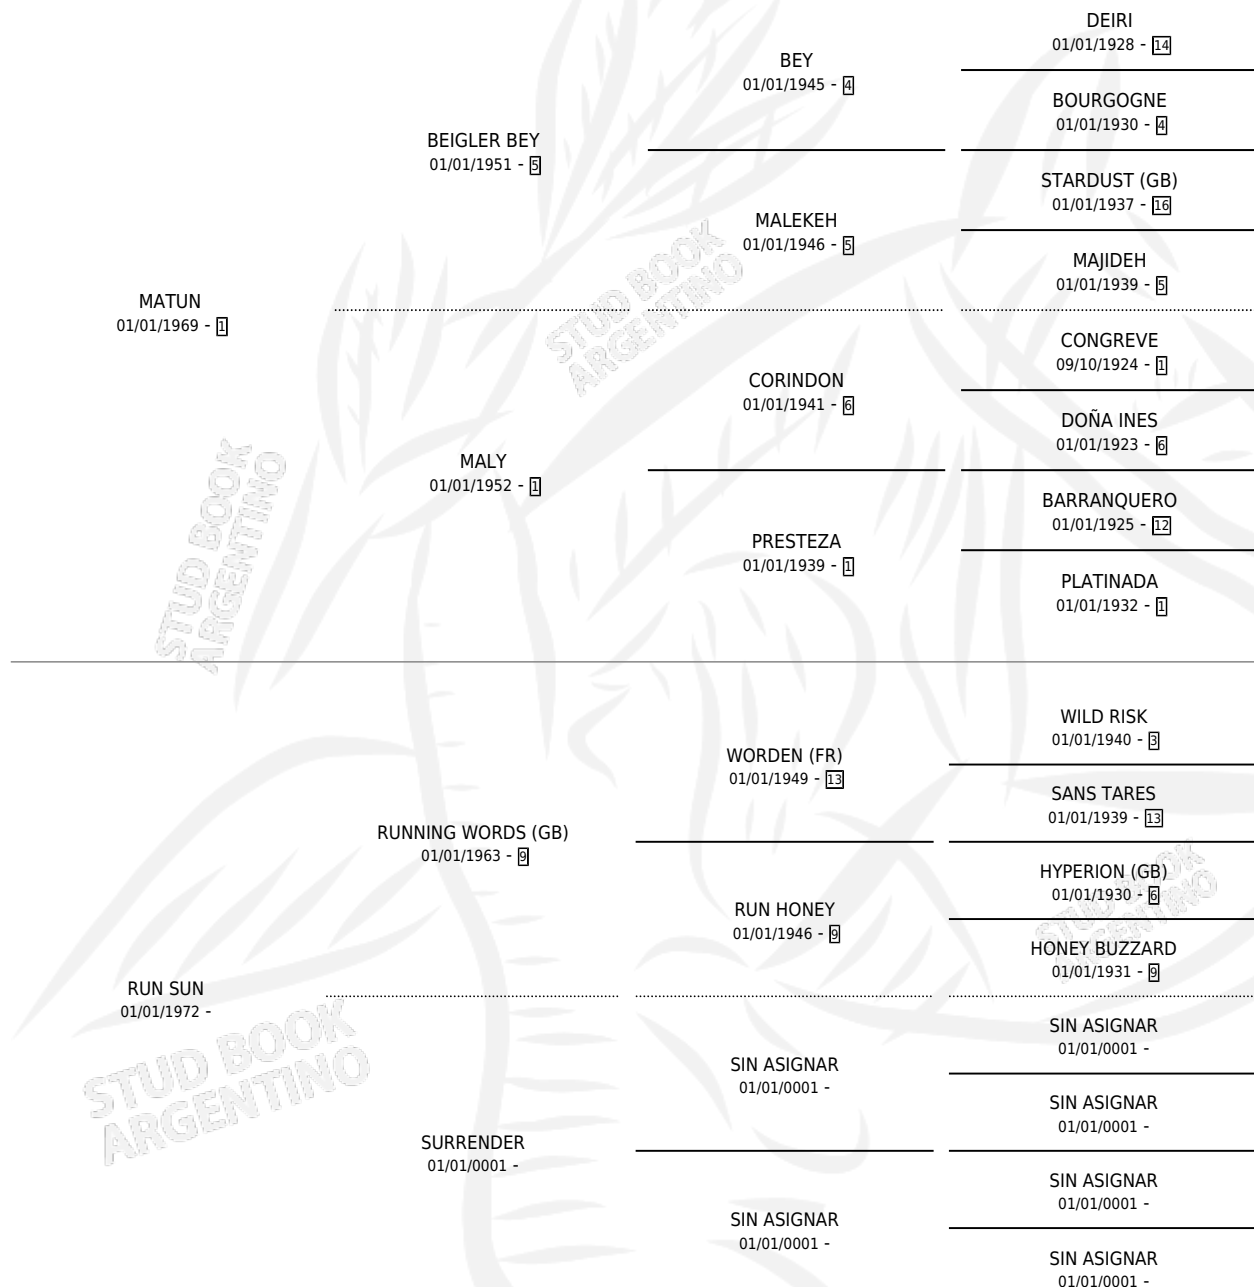 DEIRI
01/01/1928 - 14
BEY
01/01/1945 - 4
BOURGOGNE
01/01/1930 - 4
BEIGLER BEY
01/01/1951 - 5
STARDUST (GB)
01/01/1937 - 16
MALEKEH
01/01/1946 - 5
MAJIDEH
01/01/1939 - 5
MATUN
01/01/1969 - 1
CONGREVE
09/10/1924 - 1
CORINDON
01/01/1941 - 6
DOÑA INES
01/01/1923 - 6
MALY
01/01/1952 - 1
BARRANQUERO
01/01/1925 - 12
PRESTEZA
01/01/1939 - 1
PLATINADA
01/01/1932 - 1
WILD RISK
01/01/1940 - 3
WORDEN (FR)
01/01/1949 - 13
SANS TARES
01/01/1939 - 13
RUNNING WORDS (GB)
01/01/1963 - 9
HYPERION (GB)
01/01/1930 - 6
RUN HONEY
01/01/1946 - 9
HONEY BUZZARD
01/01/1931 - 9
RUN SUN
01/01/1972 -
SIN ASIGNAR
01/01/0001 -
SIN ASIGNAR
01/01/0001 -
SIN ASIGNAR
01/01/0001 -
SURRENDER
01/01/0001 -
SIN ASIGNAR
01/01/0001 -
SIN ASIGNAR
01/01/0001 -
SIN ASIGNAR
01/01/0001 -
STUD BOOK
ARGENTINO
STUD BOOK
ARGENTINO
STUD BOOK
ARGENTINO
STUD BOOK
ARGENTINO